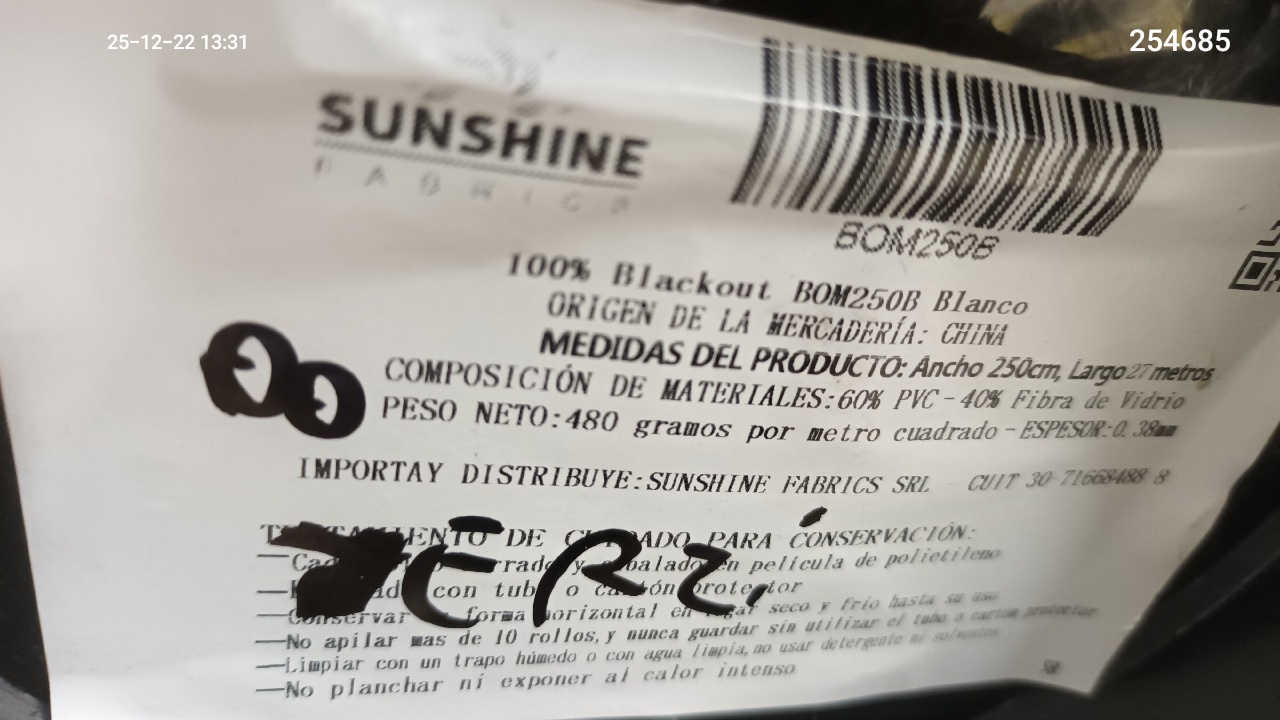 25-12-22 13:31
254685
SUNSHINE
FABRICS
BOM250B
100% Blackout BOM250B Blanco
ORIGEN DE LA MERCADERÍA: CHINA
MEDIDAS DEL PRODUCTO: Ancho 250cm, Largo 27 metros
COMPOSICIÓN DE MATERIALES:60% PVC-40% Fibra de Vidrio
PESO NETO:480 gramos por metro cuadrado-ESPESOR:0.38mm
IMPORTAY DISTRIBUYE:SUNSHINE FABRICS SRL CUIT 30-71668488 8
DE PARA CONSERVACIÓN:
y en película de polietileno
con tubo o protector
forma horizontal en seco y frío hasta su uso
—No apilar mas de 10 rollos,y nunca guardar sin utilizar el tubo o carton protector
—Limpiar con un trapo húmedo o con agua limpia,no usar detergente ni solventes
—No planchar ni exponer al calor intenso